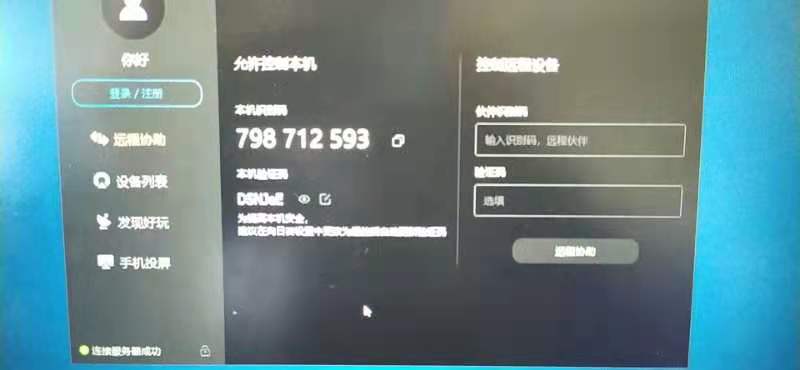 你好
登录 / 注册
远程协助
设备列表
发现好玩
手机投屏
连接服务器成功
允许控制本机
本机识别码
798 712 593
本机验证码
为提高本机安全,
控制远程设备
伙伴识别码
输入识别码,远程伙伴
验证码
选填
远程协助